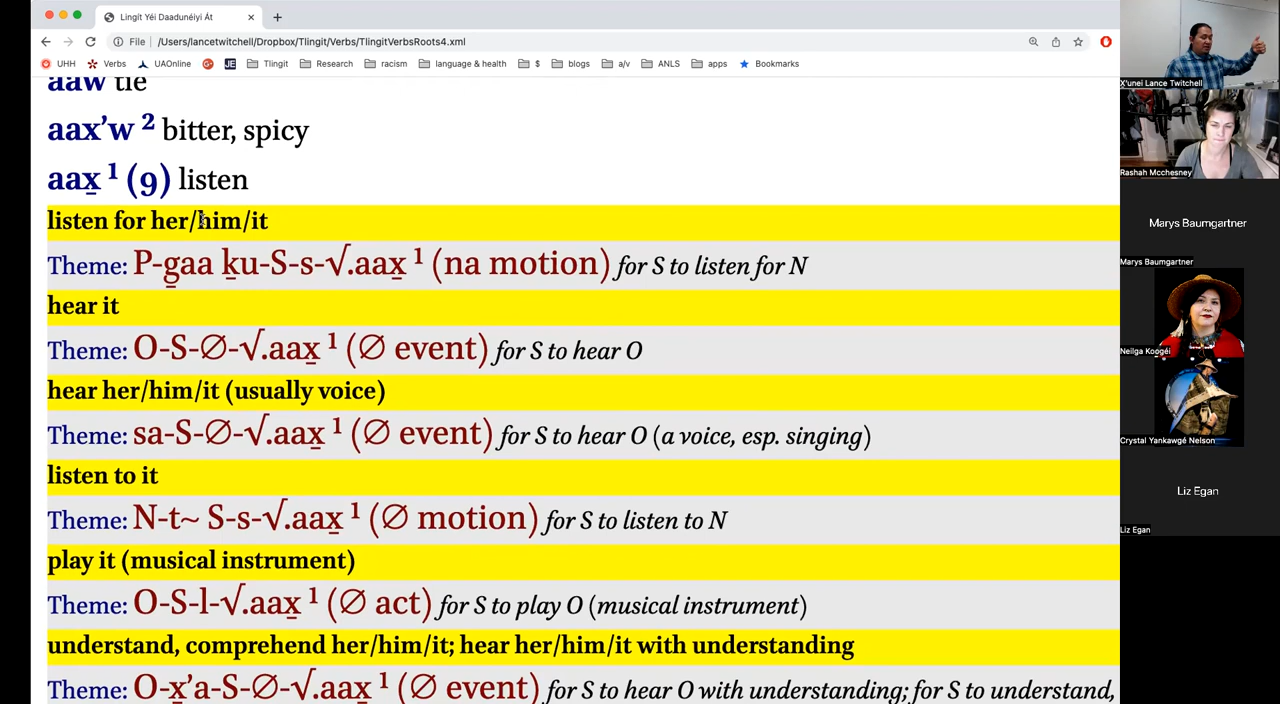 Lingít Yéi Daadunéiyi Át
File /Users/lancetwitchell/Dropbox/Tlingit/Verbs/TlingitVerbsRoots4.xml
UHH Verbs UAOnline JE Tlingit Research racism language & health $ blogs a/v ANLS apps Bookmarks
aaw tie
aax’w ² bitter, spicy
aax̱ ¹ (9) listen
listen for her/him/it
Theme: P-g̱aa ḵu-S-s-√.aax̱ ¹ (na motion) for S to listen for N
hear it
Theme: O-S-∅-√.aax̱ ¹ (∅ event) for S to hear O
hear her/him/it (usually voice)
Theme: sa-S-∅-√.aax̱ ¹ (∅ event) for S to hear O (a voice, esp. singing)
listen to it
Theme: N-t~ S-s-√.aax̱ ¹ (∅ motion) for S to listen to N
play it (musical instrument)
Theme: O-S-l-√.aax̱ ¹ (∅ act) for S to play O (musical instrument)
understand, comprehend her/him/it; hear her/him/it with understanding
Theme: O-x̱’a-S-∅-√.aax̱ ¹ (∅ event) for S to hear O with understanding; for S to understand,
X̱'unei Lance Twitchell
Rashah Mcchesney
Marys Baumgartner
Marys Baumgartner
Neilga Koogéi
Crystal Yankawgé Nelson
Liz Egan
Liz Egan